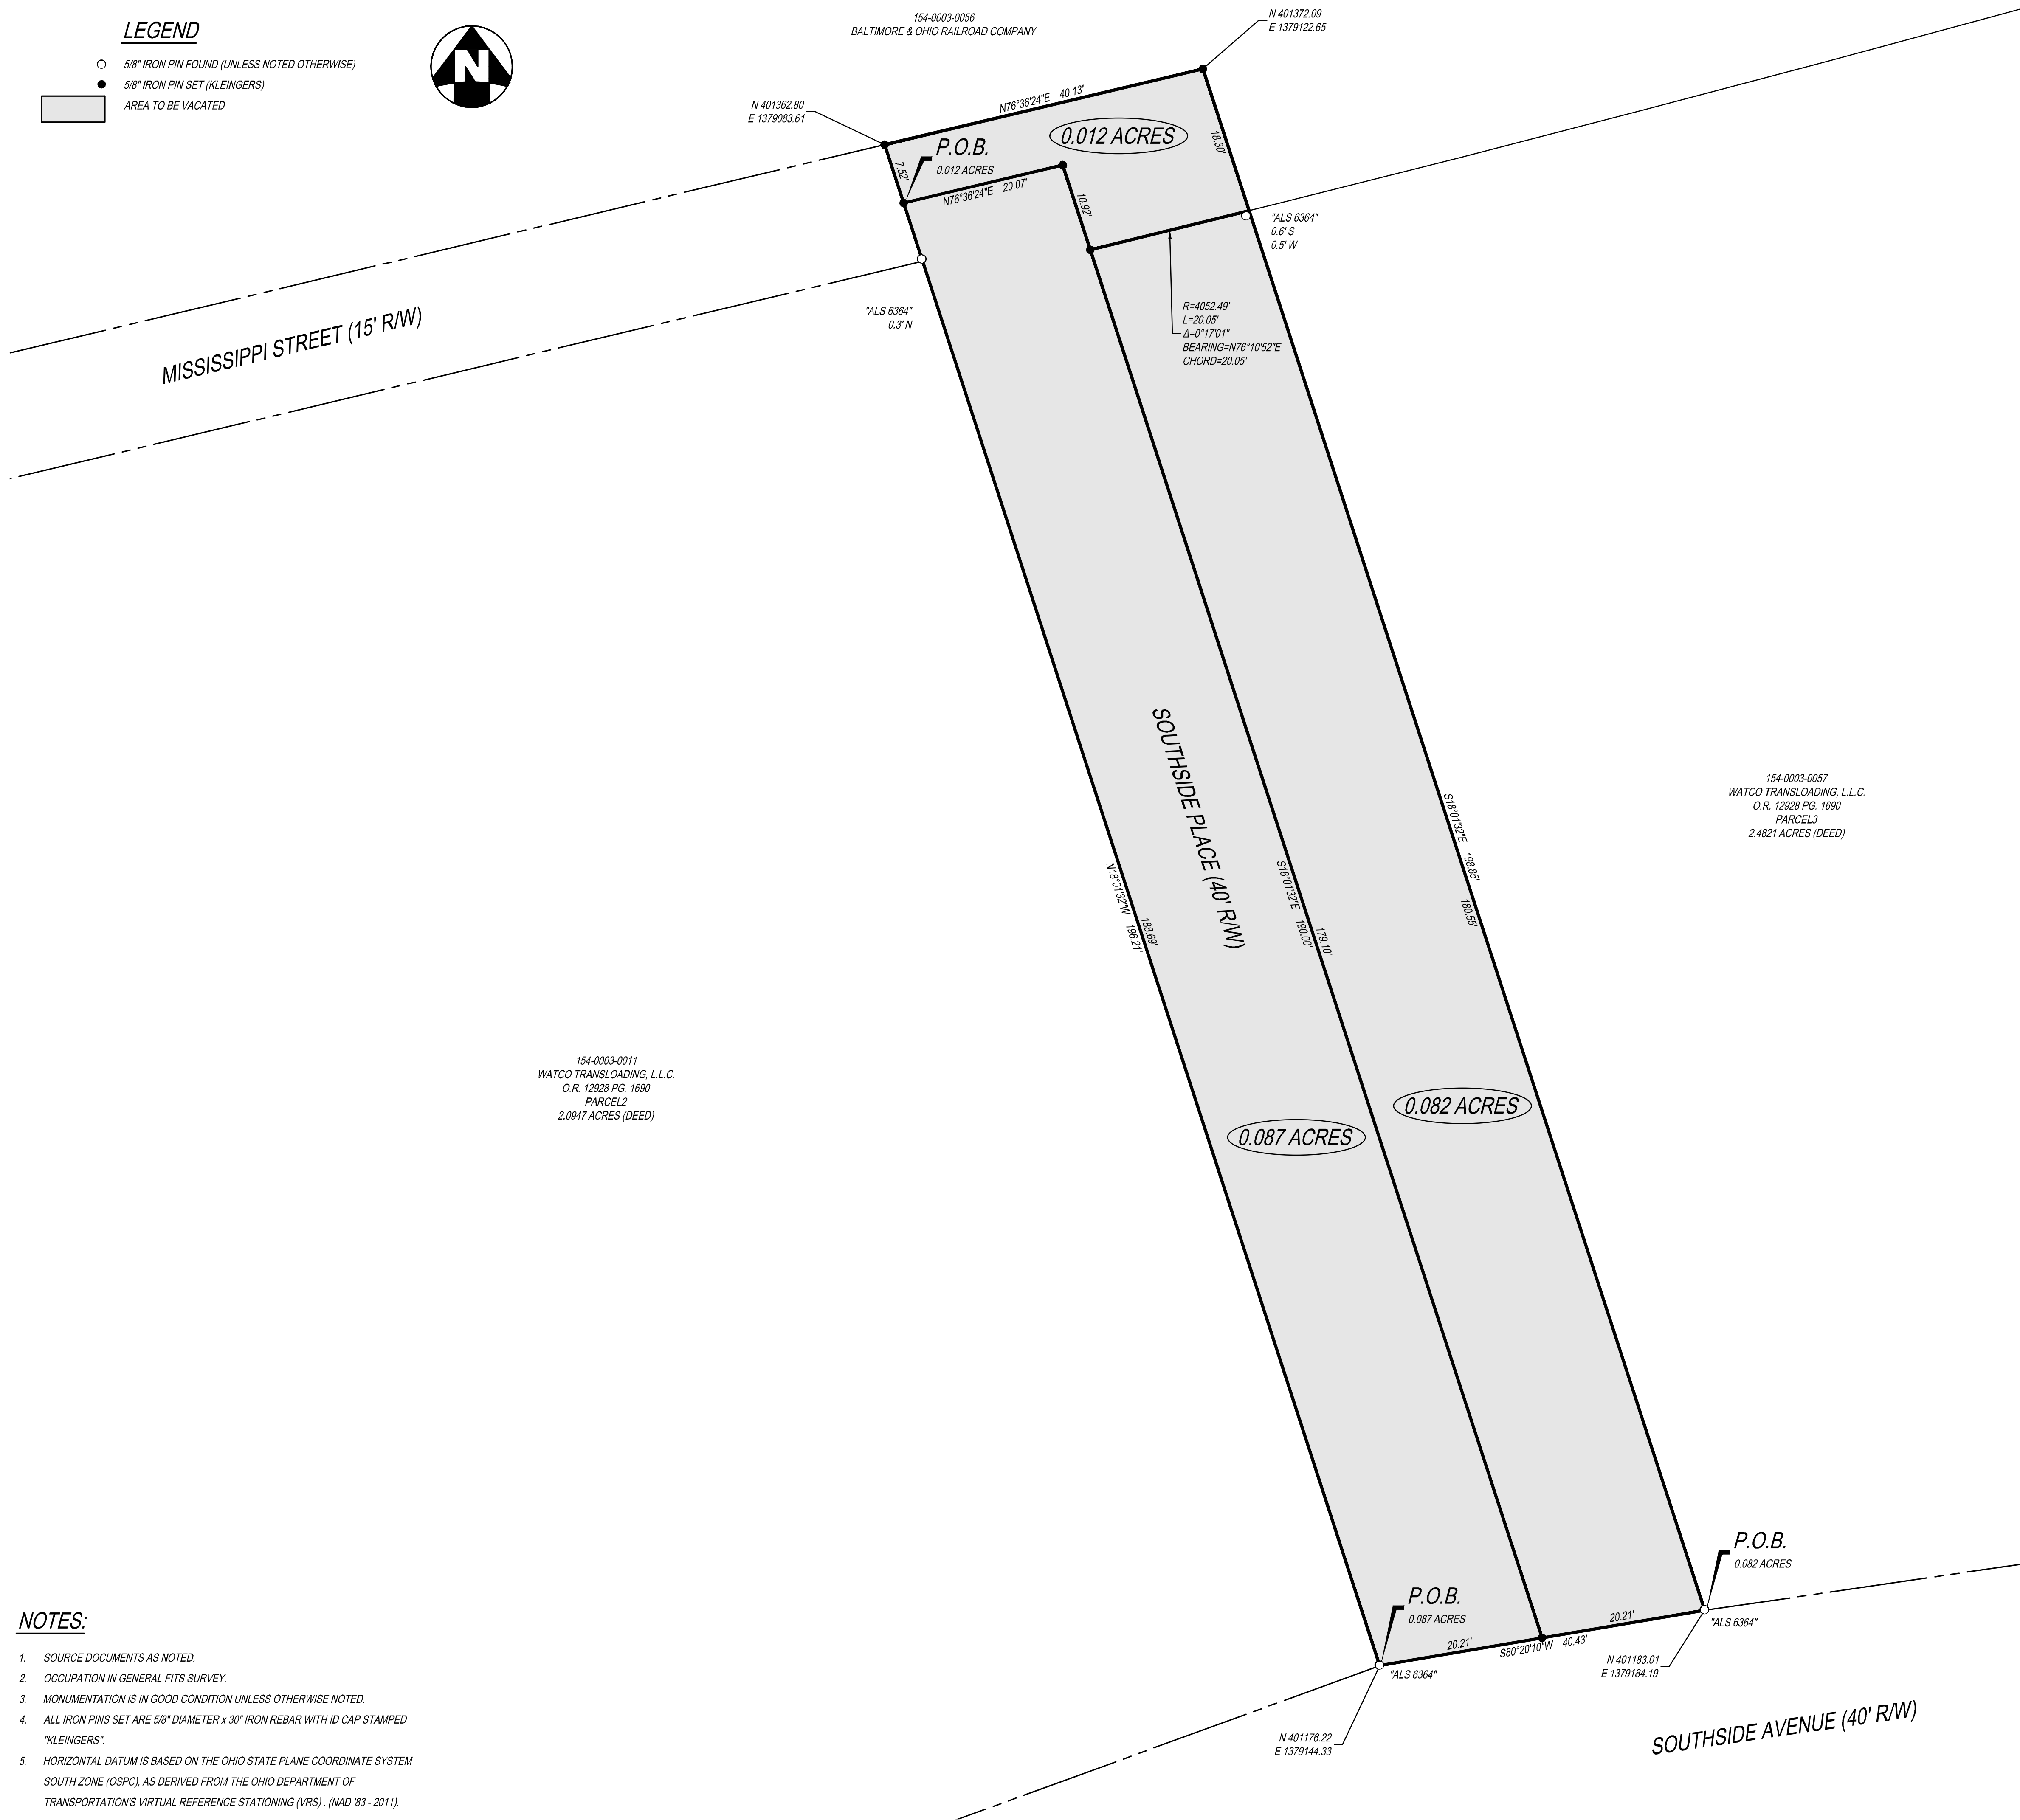 LEGEND
5/8" IRON PIN FOUND (UNLESS NOTED OTHERWISE)
5/8" IRON PIN SET (KLEINGERS)
AREA TO BE VACATED
N
154-0003-0056
BALTIMORE & OHIO RAILROAD COMPANY
N 401372.09
E 1379122.65
N 401362.80
E 1379083.61
N76°36'24"E 40.13'
0.012 ACRES
18.30'
7.52'
P.O.B.
0.012 ACRES
N76°36'24"E 20.07'
10.92'
"ALS 6364"
0.6' S
0.5' W
"ALS 6364"
0.3' N
R=4052.49'
L=20.05'
Δ=0°17'01"
BEARING=N76°10'52"E
CHORD=20.05'
MISSISSIPPI STREET (15' R/W)
SOUTHSIDE PLACE (40' R/W)
154-0003-0057
WATCO TRANSLOADING, L.L.C.
O.R. 12928 PG. 1690
PARCEL3
2.4821 ACRES (DEED)
S18°01'32"E 198.85'
180.55'
S18°01'32"E 190.00'
179.10'
N18°01'32"W 196.21'
188.69'
154-0003-0011
WATCO TRANSLOADING, L.L.C.
O.R. 12928 PG. 1690
PARCEL2
2.0947 ACRES (DEED)
0.082 ACRES
0.087 ACRES
P.O.B.
0.082 ACRES
P.O.B.
0.087 ACRES
20.21'
20.21'
S80°20'10"W 40.43'
"ALS 6364"
"ALS 6364"
N 401183.01
E 1379184.19
N 401176.22
E 1379144.33
SOUTHSIDE AVENUE (40' R/W)
NOTES:
1. SOURCE DOCUMENTS AS NOTED.
2. OCCUPATION IN GENERAL FITS SURVEY.
3. MONUMENTATION IS IN GOOD CONDITION UNLESS OTHERWISE NOTED.
4. ALL IRON PINS SET ARE 5/8" DIAMETER x 30" IRON REBAR WITH ID CAP STAMPED
"KLEINGERS".
5. HORIZONTAL DATUM IS BASED ON THE OHIO STATE PLANE COORDINATE SYSTEM
SOUTH ZONE (OSPC), AS DERIVED FROM THE OHIO DEPARTMENT OF
TRANSPORTATION'S VIRTUAL REFERENCE STATIONING (VRS) . (NAD '83 - 2011).